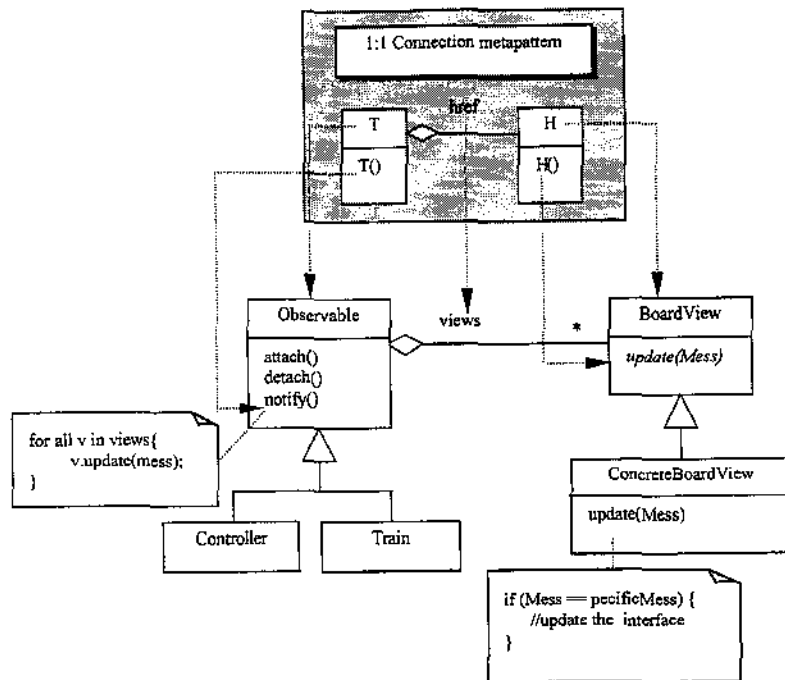 1:1 Connection metapattern
href
T
H
T()
H()
Observable
views
*
BoardView
attach()
detach()
notify()
update(Mess)
for all v in views{
v.update(mess);
}
ConcreteBoardView
update(Mess)
Controller
Train
if (Mess == pecificMess) {
//update the interface
}